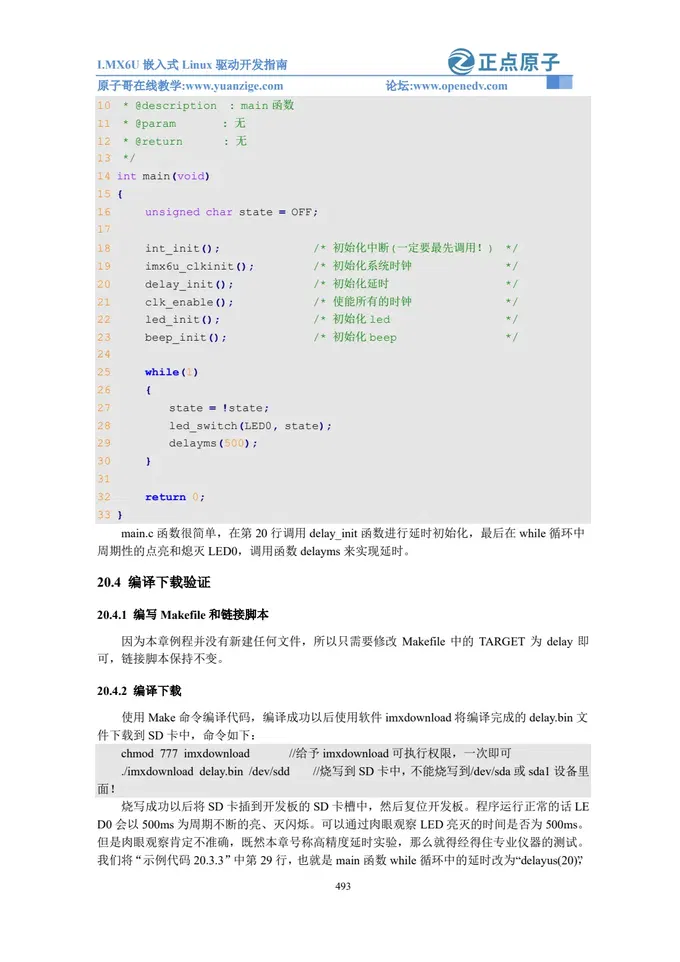 I.MX6U 嵌入式 Linux 驱动开发指南
正点原子
原子哥在线教学:www.yuanzige.com 论坛:www.openedv.com
10 * @description : main 函数
11 * @param : 无
12 * @return : 无
13 */
14 int main(void)
15 {
16 unsigned char state = OFF;
17
18 int_init(); /* 初始化中断(一定要最先调用！) */
19 imx6u_clkinit(); /* 初始化系统时钟 */
20 delay_init(); /* 初始化延时 */
21 clk_enable(); /* 使能所有的时钟 */
22 led_init(); /* 初始化 led */
23 beep_init(); /* 初始化 beep */
24
25 while(1)
26 {
27 state = !state;
28 led_switch(LED0, state);
29 delayms(500);
30 }
31
32 return 0;
33 }
main.c 函数很简单，在第 20 行调用 delay_init 函数进行延时初始化，最后在 while 循环中
周期性的点亮和熄灭 LED0，调用函数 delayms 来实现延时。
20.4 编译下载验证
20.4.1 编写 Makefile 和链接脚本
因为本章例程并没有新建任何文件，所以只需要修改 Makefile 中的 TARGET 为 delay 即
可，链接脚本保持不变。
20.4.2 编译下载
使用 Make 命令编译代码，编译成功以后使用软件 imxdownload 将编译完成的 delay.bin 文
件下载到 SD 卡中，命令如下：
chmod 777 imxdownload //给予 imxdownload 可执行权限，一次即可
./imxdownload delay.bin /dev/sdd //烧写到 SD 卡中，不能烧写到/dev/sda 或 sda1 设备里
面！
烧写成功以后将 SD 卡插到开发板的 SD 卡槽中，然后复位开发板。程序运行正常的话 LE
D0 会以 500ms 为周期不断的亮、灭闪烁。可以通过肉眼观察 LED 亮灭的时间是否为 500ms。
但是肉眼观察肯定不准确，既然本章号称高精度延时实验，那么就得经得住专业仪器的测试。
我们将“示例代码 20.3.3”中第 29 行，也就是 main 函数 while 循环中的延时改为“delayus(20)”，
493